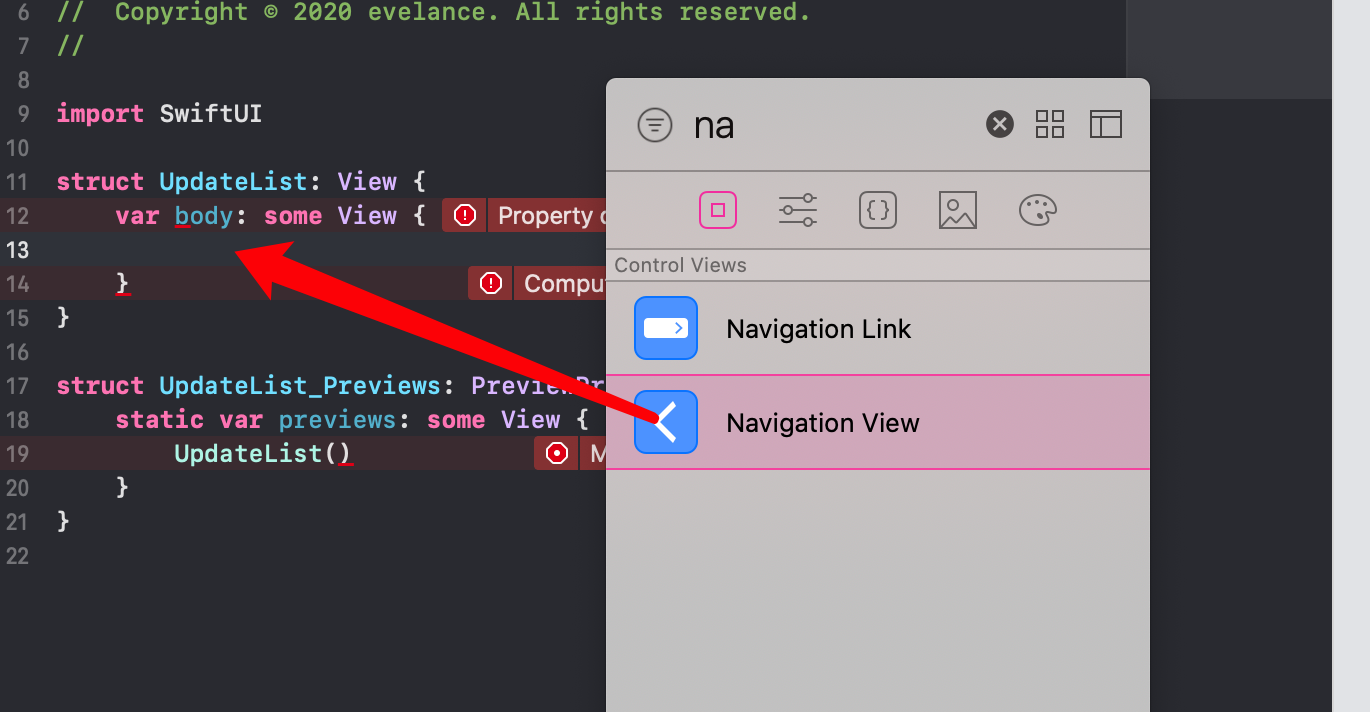 6 // Copyright © 2020 evelance. All rights reserved.
7 //
8
9 import SwiftUI
10
11 struct UpdateList: View {
12 var body: some View { Property
13
14 } Compu
15 }
16
17 struct UpdateList_Previews: PreviewPr
18 static var previews: some View {
19 UpdateList() M
20 }
21 }
22
na
Control Views
Navigation Link
Navigation View